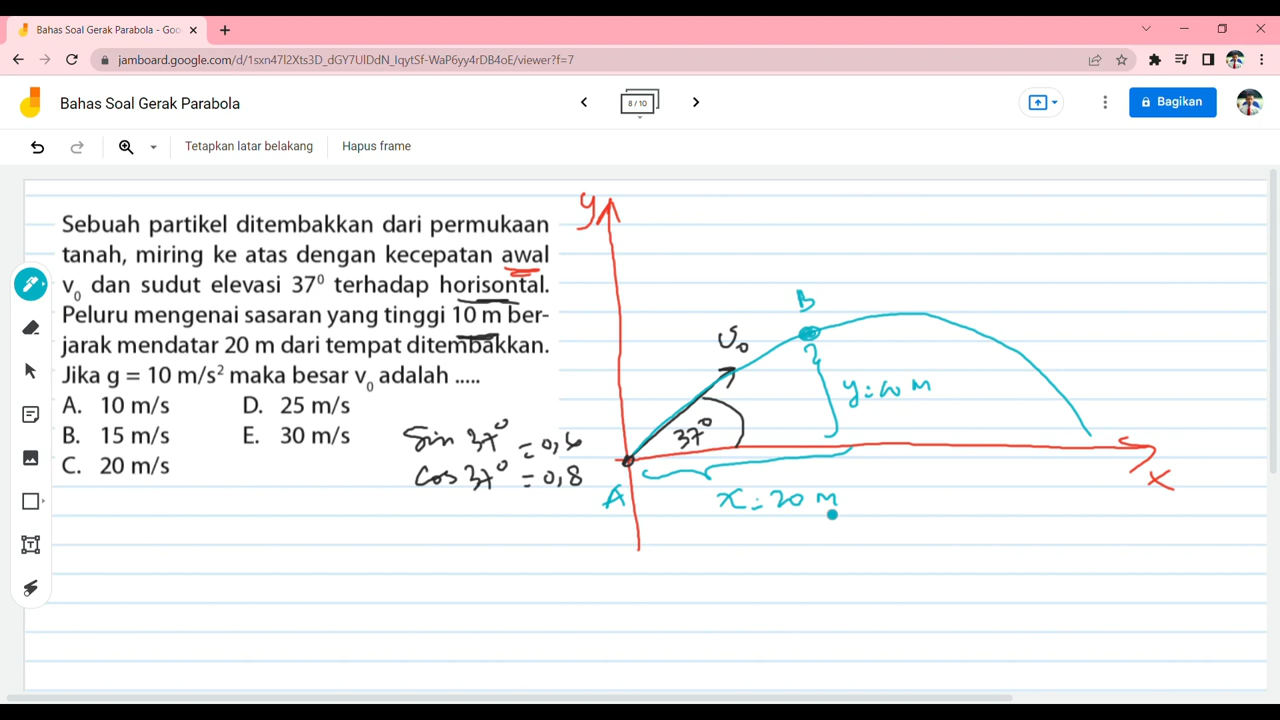 Bahas Soal Gerak Parabola - Goo
jamboard.google.com/d/1sxn47l2Xts3D_dGY7UlDdN_IqytSf-WaP6yy4rDB4oE/viewer?f=7
Bahas Soal Gerak Parabola
8 / 10
Bagikan
Tetapkan latar belakang
Hapus frame
Sebuah partikel ditembakkan dari permukaan
tanah, miring ke atas dengan kecepatan awal
v₀ dan sudut elevasi 37⁰ terhadap horisontal.
Peluru mengenai sasaran yang tinggi 10 m ber-
jarak mendatar 20 m dari tempat ditembakkan.
Jika g = 10 m/s² maka besar v₀ adalah .....
A. 10 m/s D. 25 m/s
B. 15 m/s E. 30 m/s
C. 20 m/s
Sin 37⁰ = 0,6
Cos 37⁰ = 0,8
y
B
v₀
y = 10 M
37⁰
A
x = 20 M
X